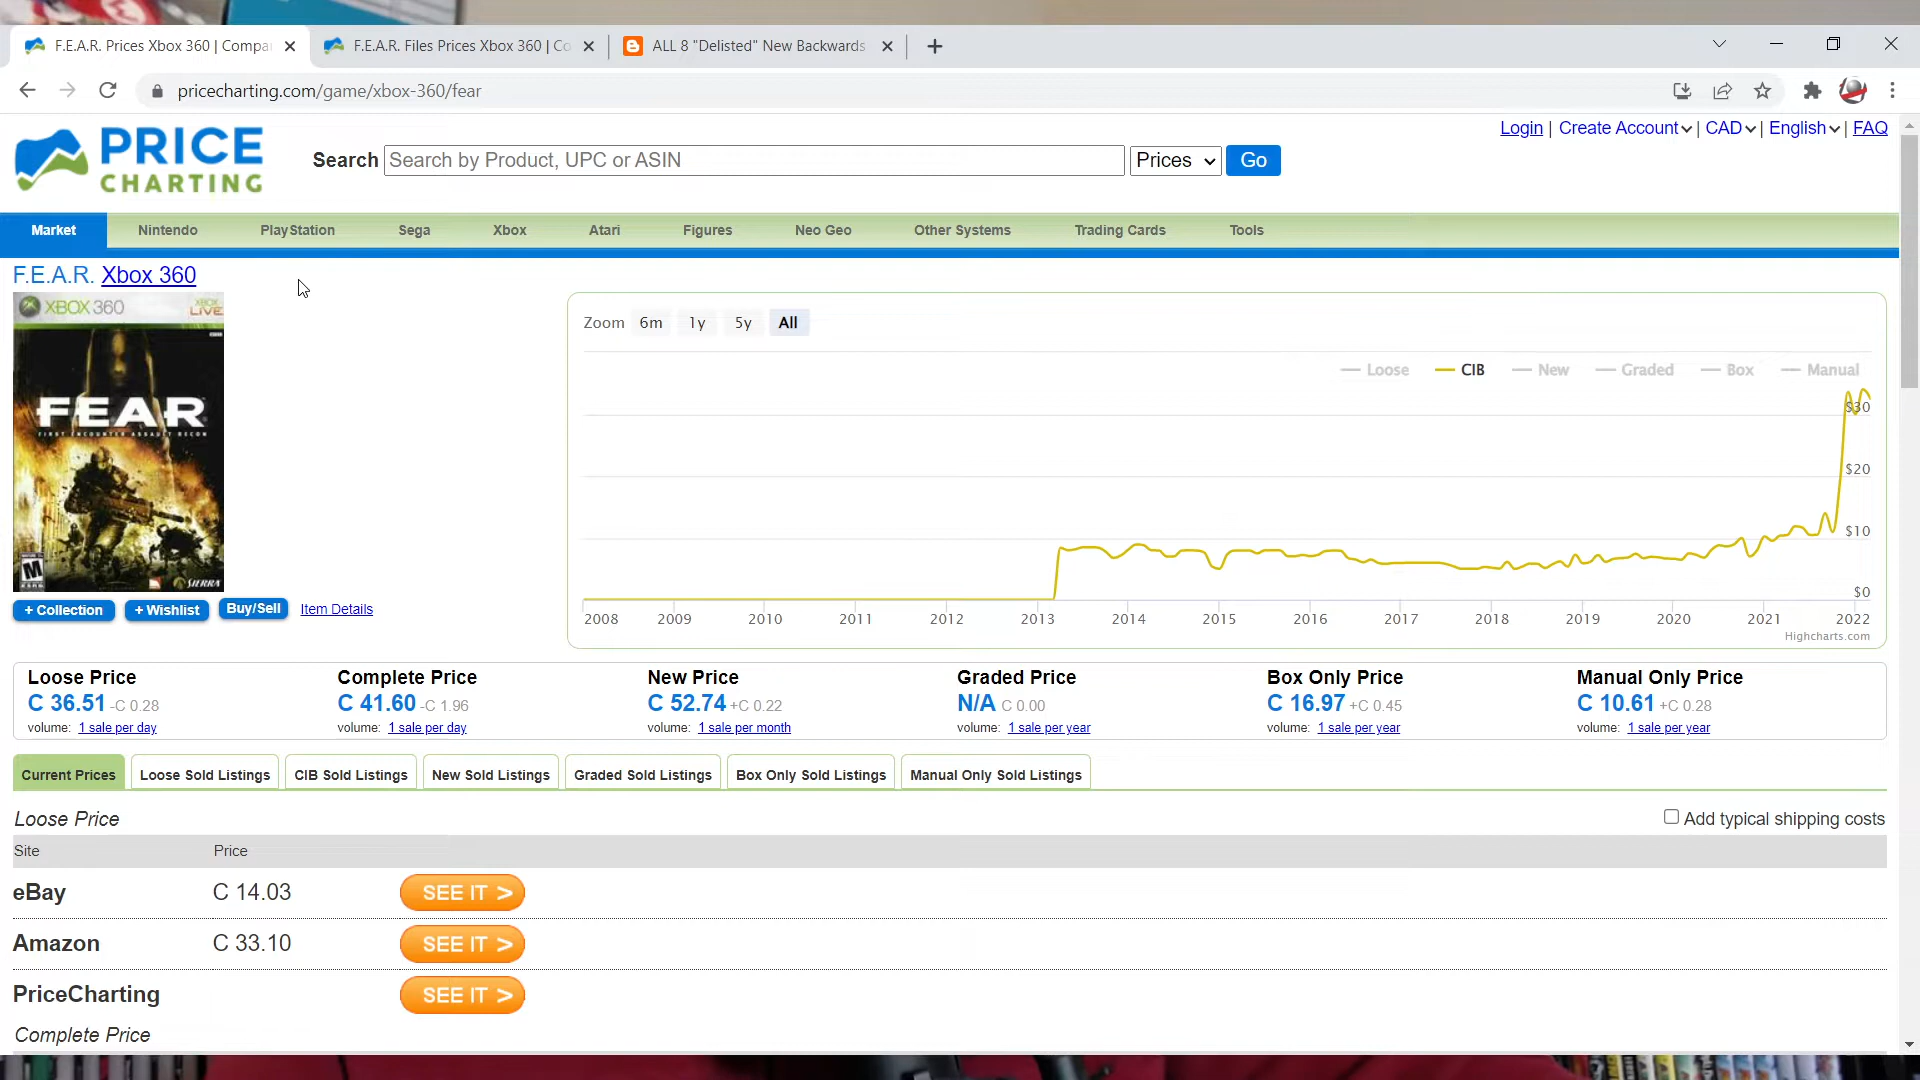 F.E.A.R. Prices Xbox 360 | Compa
F.E.A.R. Files Prices Xbox 360 | Co
ALL 8 "Delisted" New Backwards
pricecharting.com/game/xbox-360/fear
PRICE
CHARTING
Search
Search by Product, UPC or ASIN
Prices
Go
Login | Create Account | CAD | English | FAQ
Market
Nintendo
PlayStation
Sega
Xbox
Atari
Figures
Neo Geo
Other Systems
Trading Cards
Tools
F.E.A.R. Xbox 360
XBOX 360
XBOX
LIVE
FEAR
FIRST ENCOUNTER ASSAULT RECON
M
SIERRA
Zoom 6m 1y 5y All
Loose CIB New Graded Box Manual
$30
$20
$10
$0
2008 2009 2010 2011 2012 2013 2014 2015 2016 2017 2018 2019 2020 2021 2022
Highcharts.com
+ Collection
+ Wishlist
Buy/Sell
Item Details
Loose Price
C 36.51 -C 0.28
volume: 1 sale per day
Complete Price
C 41.60 -C 1.96
volume: 1 sale per day
New Price
C 52.74 +C 0.22
volume: 1 sale per month
Graded Price
N/A C 0.00
volume: 1 sale per year
Box Only Price
C 16.97 +C 0.45
volume: 1 sale per year
Manual Only Price
C 10.61 +C 0.28
volume: 1 sale per year
Current Prices
Loose Sold Listings
CIB Sold Listings
New Sold Listings
Graded Sold Listings
Box Only Sold Listings
Manual Only Sold Listings
Loose Price
Add typical shipping costs
Site Price
eBay C 14.03 SEE IT >
Amazon C 33.10 SEE IT >
PriceCharting SEE IT >
Complete Price